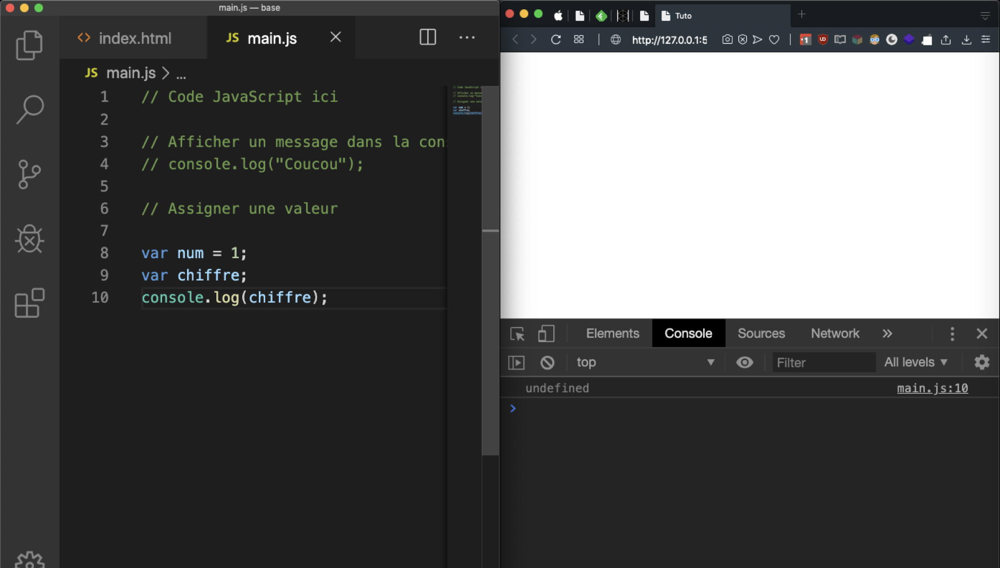 main.js — base
index.html
JS main.js
JS main.js > ...
1 // Code JavaScript ici
2
3 // Afficher un message dans la con
4 // console.log("Coucou");
5
6 // Assigner une valeur
7
8 var num = 1;
9 var chiffre;
10 console.log(chiffre);
Tuto
http://127.0.0.1:5
Elements Console Sources Network
top Filter All levels
undefined main.js:10